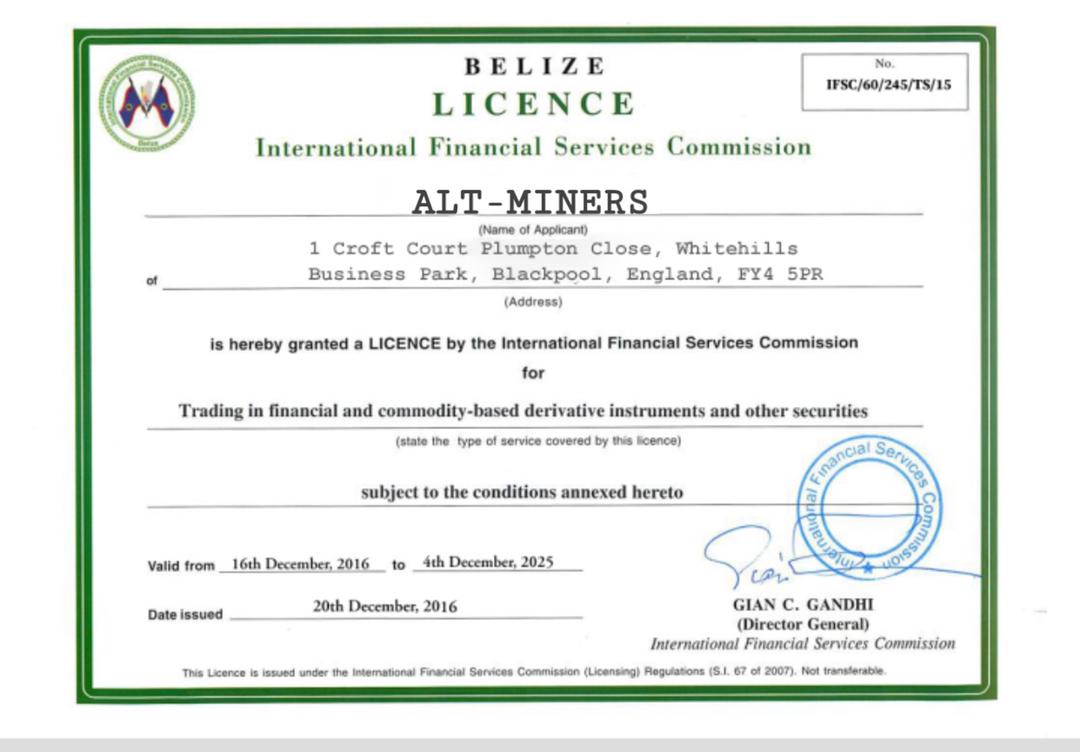 BELIZE
LICENCE
International Financial Services Commission
No.
IFSC/60/245/TS/15
International Financial Services Commission
Belize
ALT-MINERS
(Name of Applicant)
1 Croft Court Plumpton Close, Whitehills
of Business Park, Blackpool, England, FY4 5PR
(Address)
is hereby granted a LICENCE by the International Financial Services Commission
for
Trading in financial and commodity-based derivative instruments and other securities
(state the type of service covered by this licence)
subject to the conditions annexed hereto
International Financial Services Commission
Valid from 16th December, 2016 to 4th December, 2025
Date issued 20th December, 2016
GIAN C. GANDHI
(Director General)
International Financial Services Commission
This Licence is issued under the International Financial Services Commission (Licensing) Regulations (S.I. 67 of 2007). Not transferable.